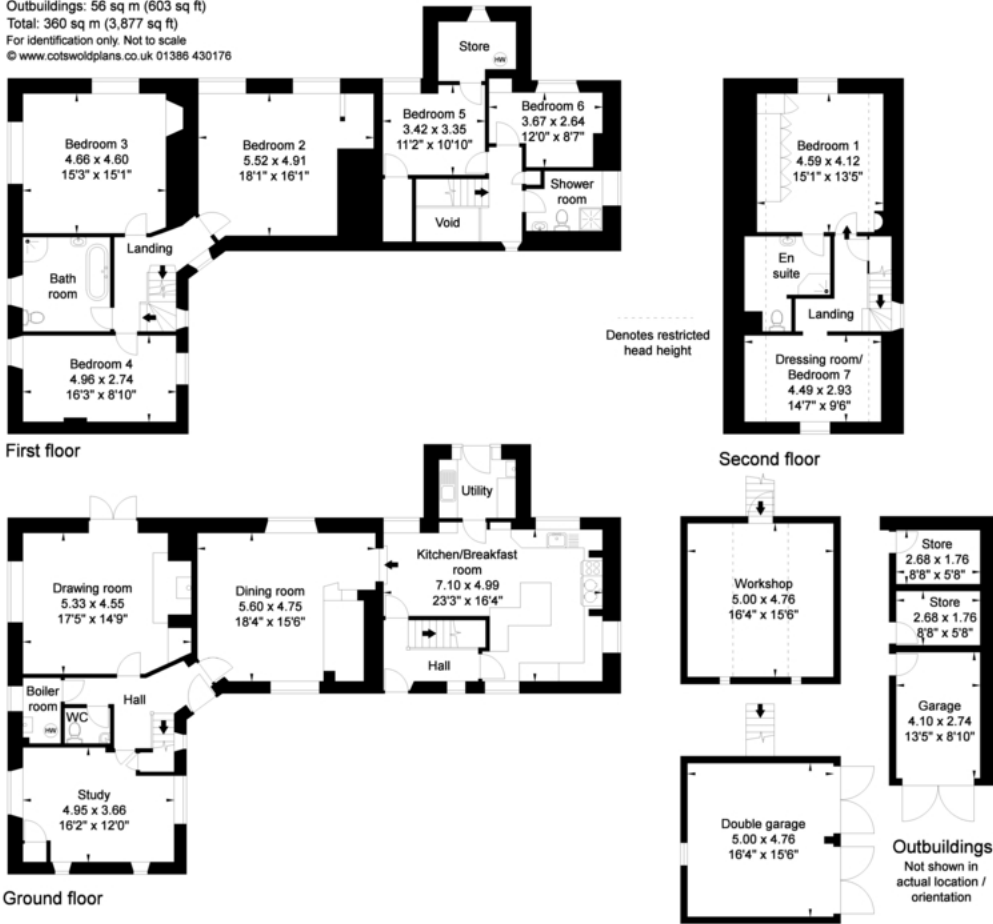 Outbuildings: 56 sq m (603 sq ft)
Total: 360 sq m (3,877 sq ft)
For identification only. Not to scale
© www.cotswoldplans.co.uk 01386 430176
Store
HW
Bedroom 3
4.66 x 4.60
15'3" x 15'1"
Bedroom 2
5.52 x 4.91
18'1" x 16'1"
Bedroom 5
3.42 x 3.35
11'2" x 10'10"
Bedroom 6
3.67 x 2.64
12'0" x 8'7"
Shower
room
Void
Landing
Bath
room
Bedroom 4
4.96 x 2.74
16'3" x 8'10"
First floor
Denotes restricted
head height
Bedroom 1
4.59 x 4.12
15'1" x 13'5"
En
suite
Landing
Dressing room/
Bedroom 7
4.49 x 2.93
14'7" x 9'6"
Second floor
Utility
Drawing room
5.33 x 4.55
17'5" x 14'9"
Dining room
5.60 x 4.75
18'4" x 15'6"
Kitchen/Breakfast
room
7.10 x 4.99
23'3" x 16'4"
Hall
Boiler
room
HW
WC
Hall
Study
4.95 x 3.66
16'2" x 12'0"
Ground floor
Workshop
5.00 x 4.76
16'4" x 15'6"
Store
2.68 x 1.76
8'8" x 5'8"
Store
2.68 x 1.76
8'8" x 5'8"
Garage
4.10 x 2.74
13'5" x 8'10"
Double garage
5.00 x 4.76
16'4" x 15'6"
Outbuildings
Not shown in
actual location /
orientation